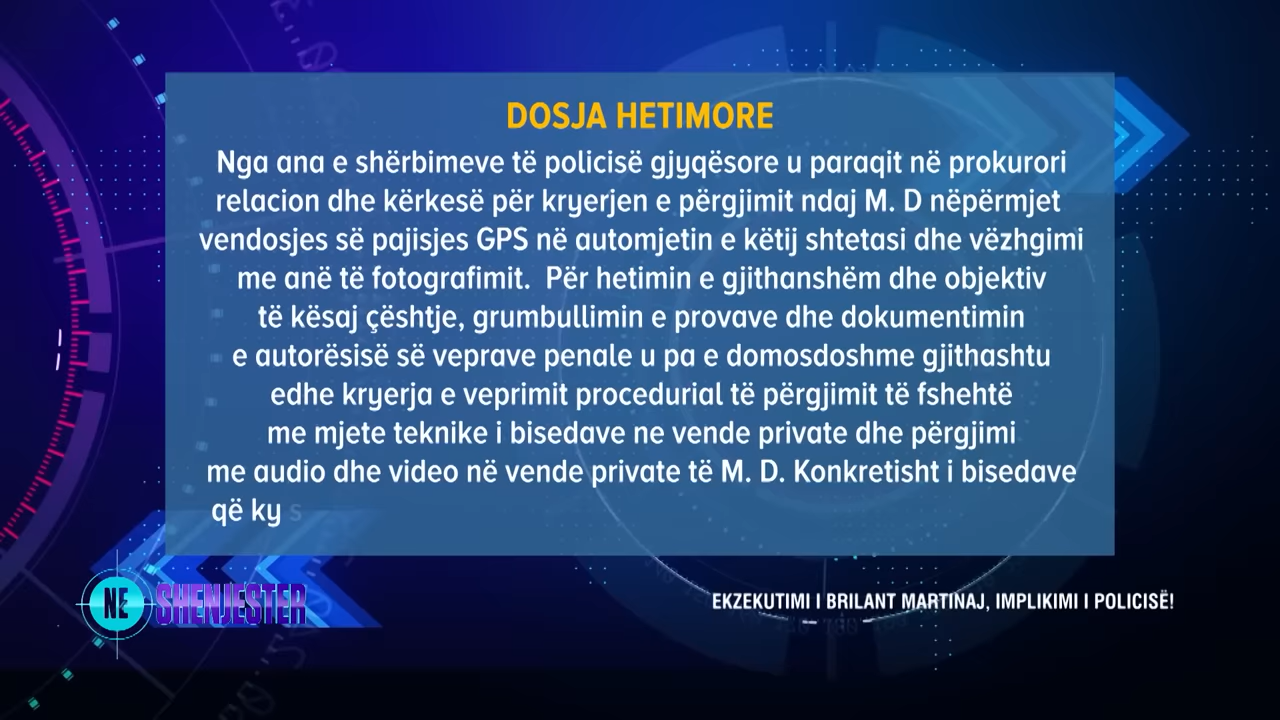 DOSJA HETIMORE
Nga ana e shërbimeve të policisë gjyqësore u paraqit në prokurori
relacion dhe kërkesë për kryerjen e përgjimit ndaj M. D nëpërmjet
vendosjes së pajisjes GPS në automjetin e këtij shtetasi dhe vëzhgimi
me anë të fotografimit.  Për hetimin e gjithanshëm dhe objektiv
të kësaj çështje, grumbullimin e provave dhe dokumentimin
e autorësisë së veprave penale u pa e domosdoshme gjithashtu
edhe kryerja e veprimit procedurial të përgjimit të fshehtë
me mjete teknike i bisedave ne vende private dhe përgjimi
me audio dhe video në vende private të M. D. Konkretisht i bisedave
që ky s
NE SHENJESTER
EKZEKUTIMI I BRILANT MARTINAJ, IMPLIKIMI I POLICISË!